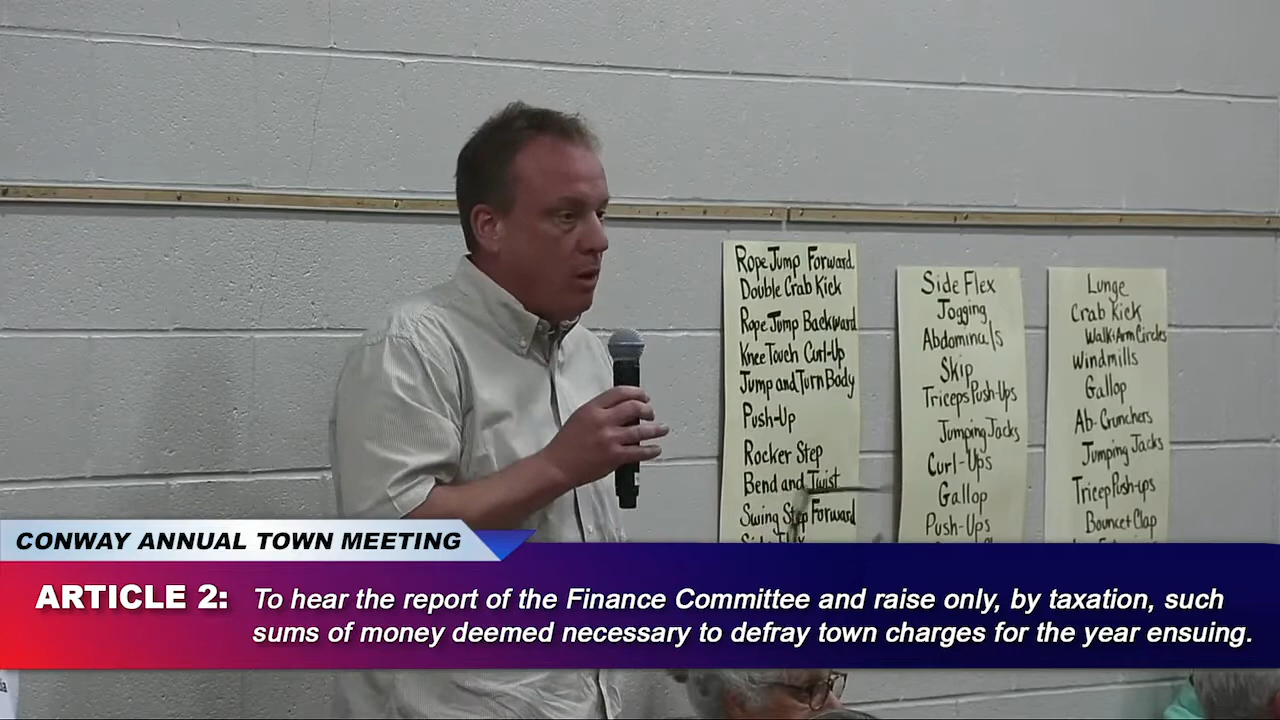 Rope Jump Forward
Double Crab Kick
Rope Jump Backward
Knee Touch Curl-Up
Jump and Turn Body
Push-Up
Rocker Step
Bend and Twist
Swing Step Forward
Side Flex
Side Flex
Jogging
Abdominals
Skip
Triceps Push-Ups
Jumping Jacks
Curl-Ups
Gallop
Push-Ups
Lunge
Crab Kick
Walk+Arm Circles
Windmills
Gallop
Ab-Crunchers
Jumping Jacks
Tricep Push-ups
Bounce+Clap
CONWAY ANNUAL TOWN MEETING
ARTICLE 2: To hear the report of the Finance Committee and raise only, by taxation, such
sums of money deemed necessary to defray town charges for the year ensuing.